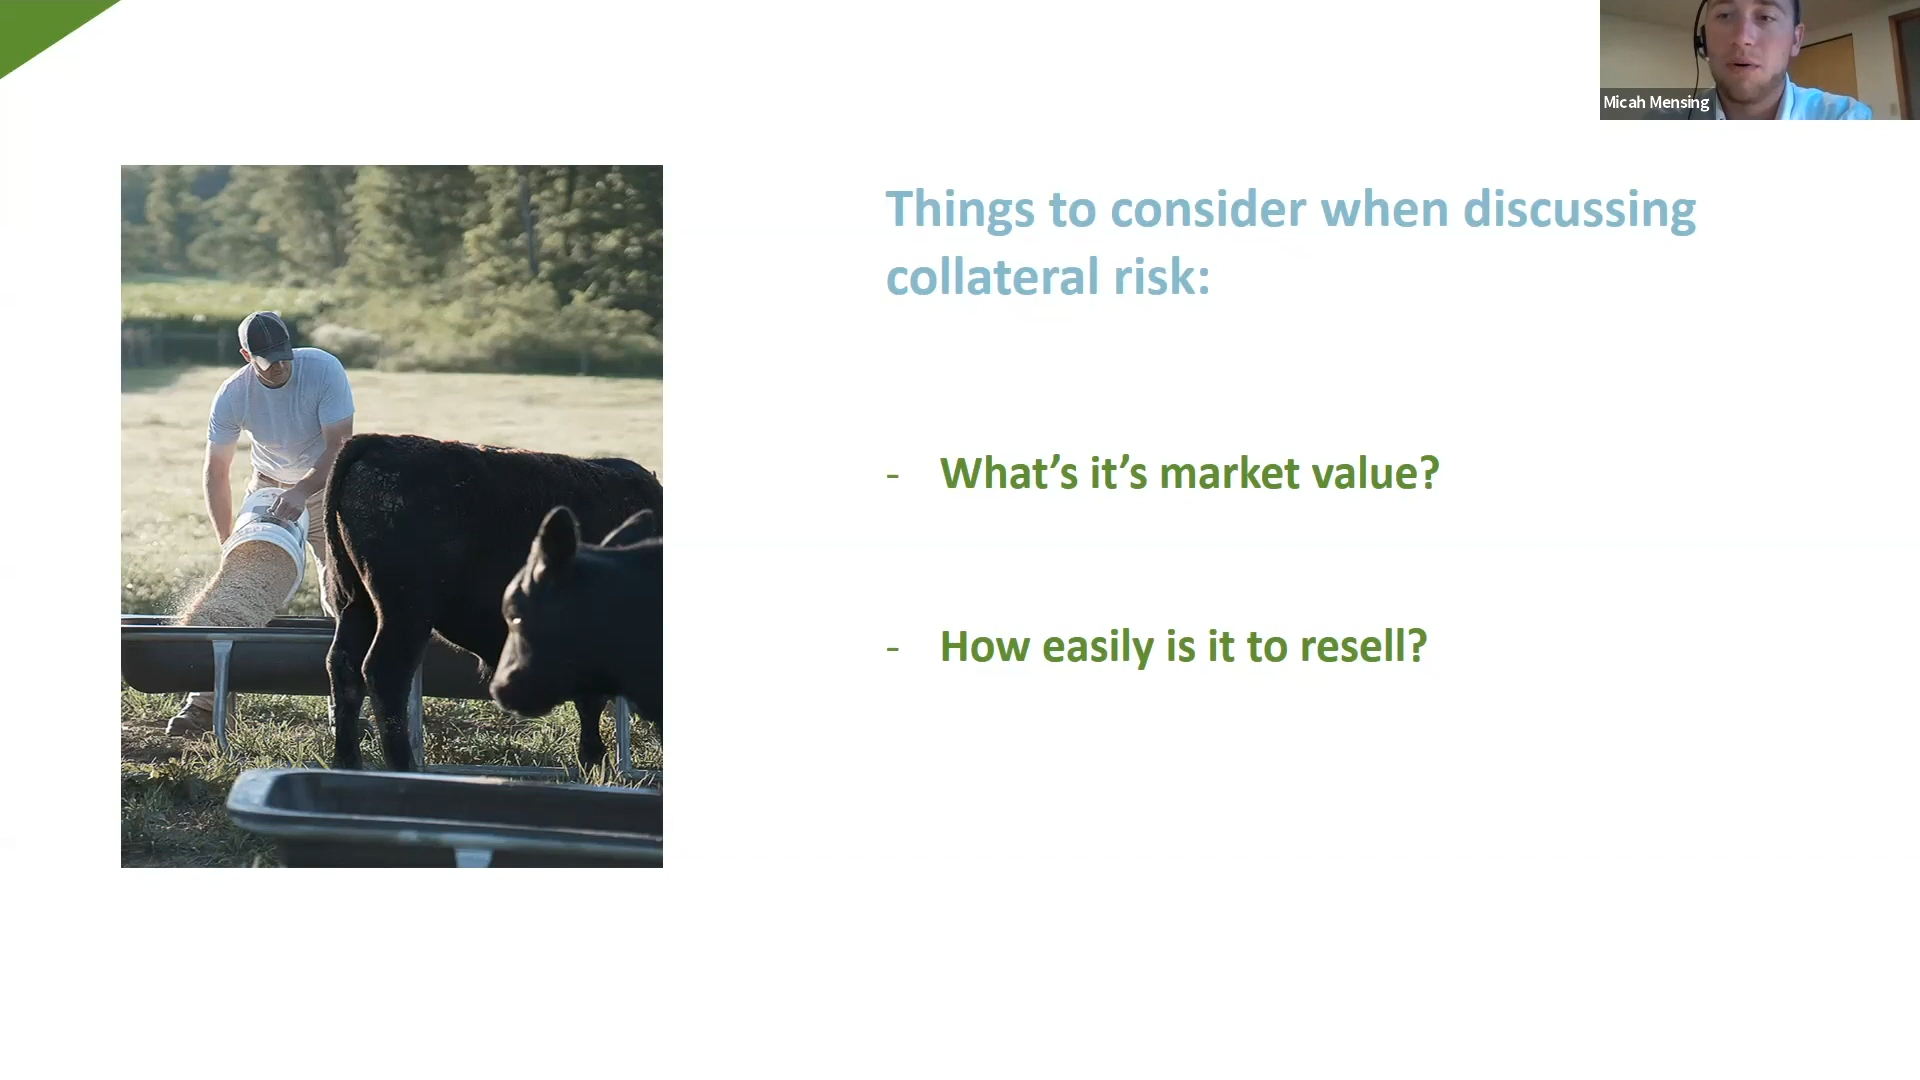 Micah Mensing
Things to consider when discussing
collateral risk:
- What’s it’s market value?
- How easily is it to resell?